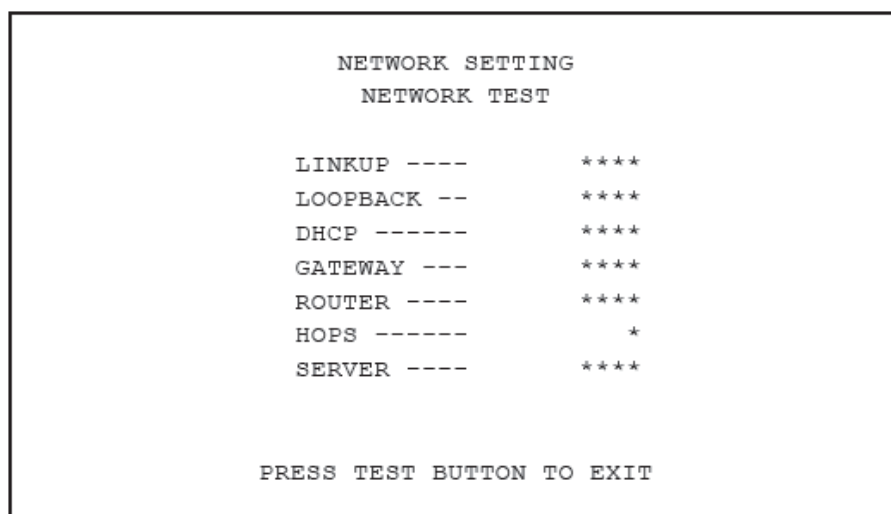 NETWORK SETTING
NETWORK TEST
LINKUP ---- ****
LOOPBACK -- ****
DHCP ------ ****
GATEWAY --- ****
ROUTER ---- ****
HOPS ------ *
SERVER ---- ****
PRESS TEST BUTTON TO EXIT